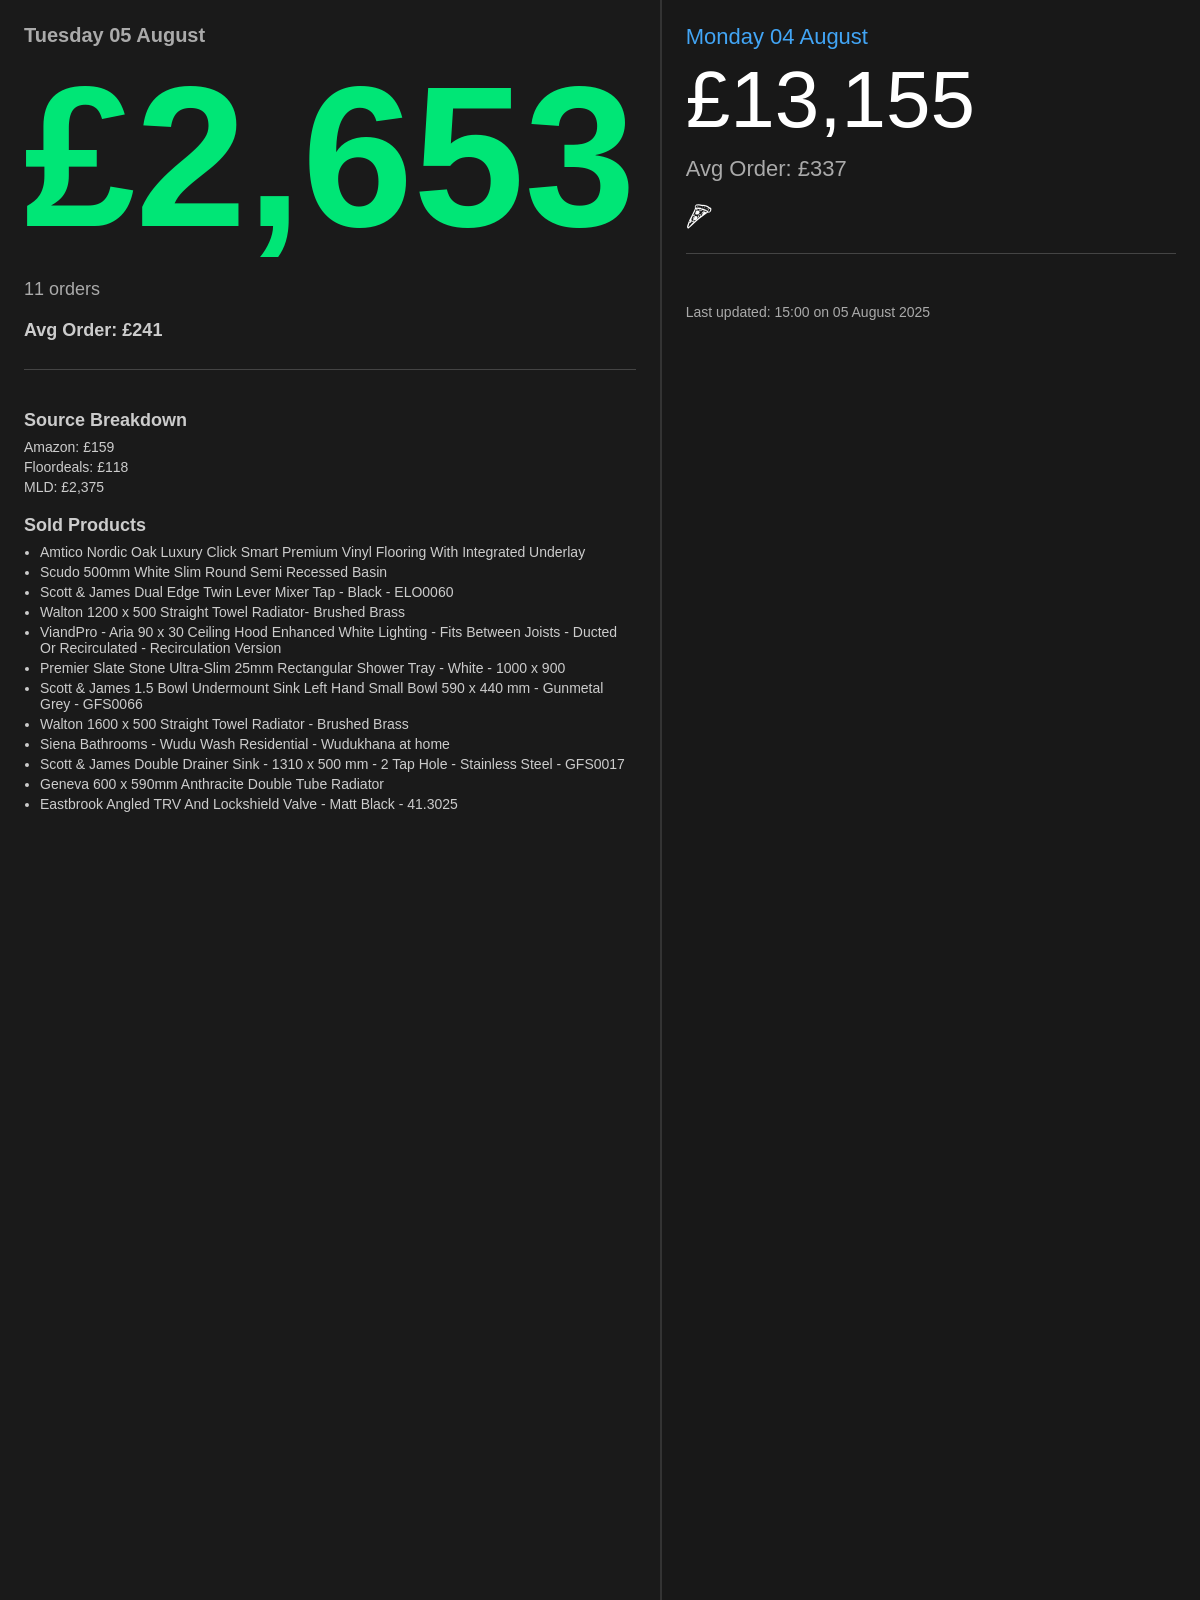 Tuesday 05 August
£2,653
11 orders
Avg Order: £241
Source Breakdown
Amazon: £159
Floordeals: £118
MLD: £2,375
Sold Products
• Amtico Nordic Oak Luxury Click Smart Premium Vinyl Flooring With Integrated Underlay
• Scudo 500mm White Slim Round Semi Recessed Basin
• Scott & James Dual Edge Twin Lever Mixer Tap - Black - ELO0060
• Walton 1200 x 500 Straight Towel Radiator- Brushed Brass
• ViandPro - Aria 90 x 30 Ceiling Hood Enhanced White Lighting - Fits Between Joists - Ducted
Or Recirculated - Recirculation Version
• Premier Slate Stone Ultra-Slim 25mm Rectangular Shower Tray - White - 1000 x 900
• Scott & James 1.5 Bowl Undermount Sink Left Hand Small Bowl 590 x 440 mm - Gunmetal
Grey - GFS0066
• Walton 1600 x 500 Straight Towel Radiator - Brushed Brass
• Siena Bathrooms - Wudu Wash Residential - Wudukhana at home
• Scott & James Double Drainer Sink - 1310 x 500 mm - 2 Tap Hole - Stainless Steel - GFS0017
• Geneva 600 x 590mm Anthracite Double Tube Radiator
• Eastbrook Angled TRV And Lockshield Valve - Matt Black - 41.3025
Monday 04 August
£13,155
Avg Order: £337
Last updated: 15:00 on 05 August 2025